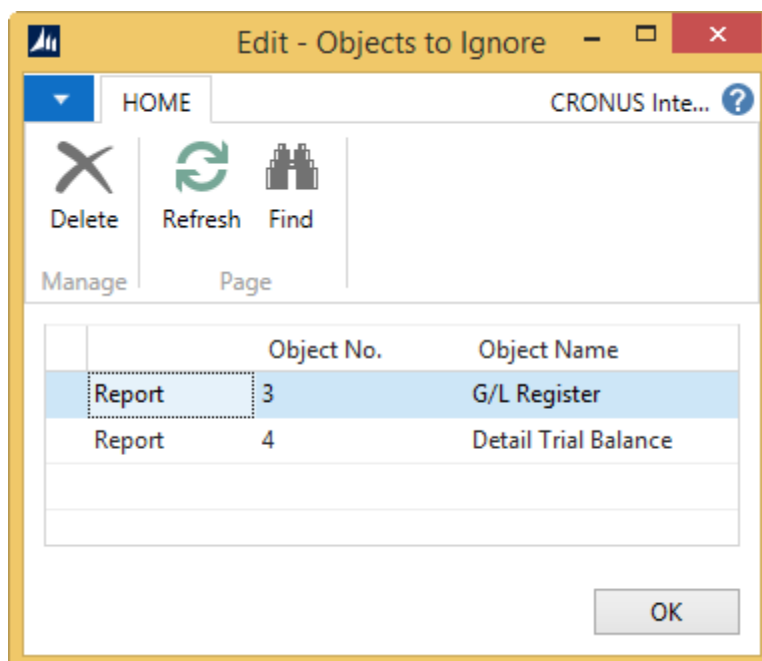 Edit - Objects to Ignore
HOME CRONUS Inte... ?
Delete Refresh Find
Manage Page
Object No. Object Name
Report 3 G/L Register
Report 4 Detail Trial Balance
OK